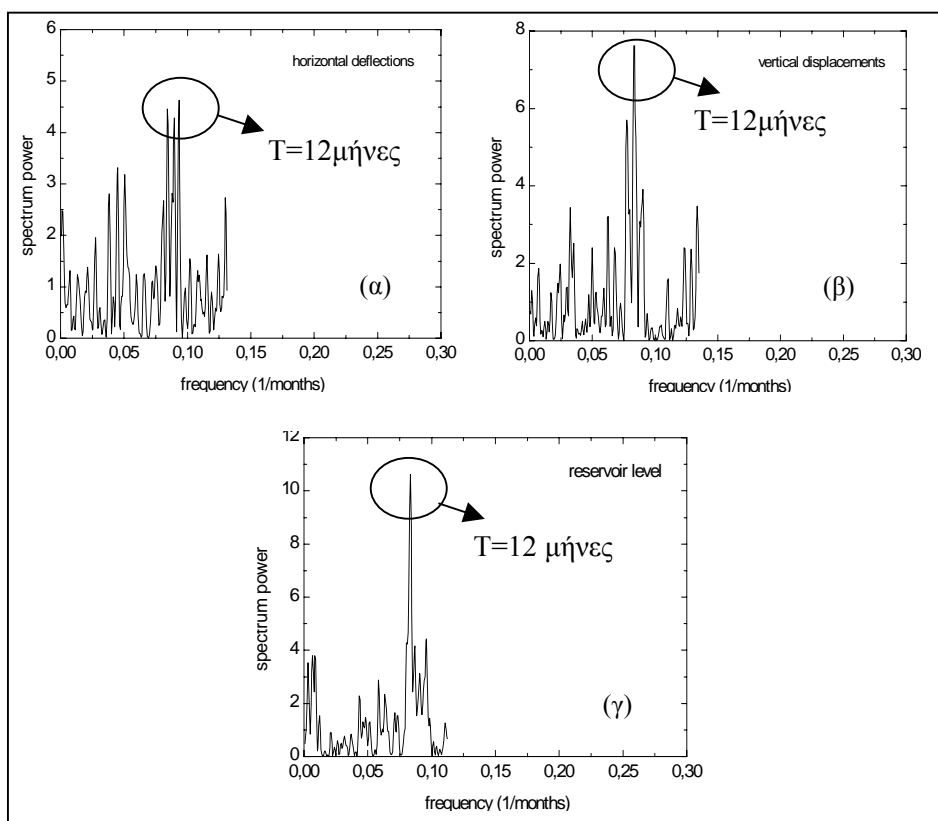 horizontal deflections
6
5
4
3
2
1
0
spectrum power
T=12μήνες
(α)
0,00 0,05 0,10 0,15 0,20 0,25 0,30
frequency (1/months)
vertical displacements
8
6
4
2
0
spectrum power
T=12μήνες
(β)
0,00 0,05 0,10 0,15 0,20 0,25 0,30
frequency (1/months)
reservoir level
12
10
8
6
4
2
0
spectrum power
T=12 μήνες
(γ)
0,00 0,05 0,10 0,15 0,20 0,25 0,30
frequency (1/months)